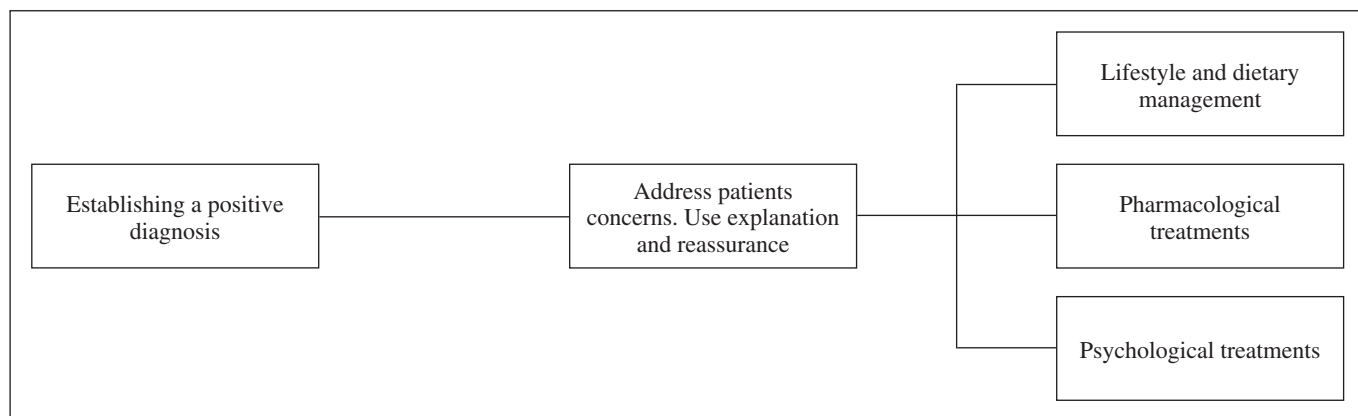 Establishing a positive
diagnosis
Address patients
concerns. Use explanation
and reassurance
Lifestyle and dietary
management
Pharmacological
treatments
Psychological treatments